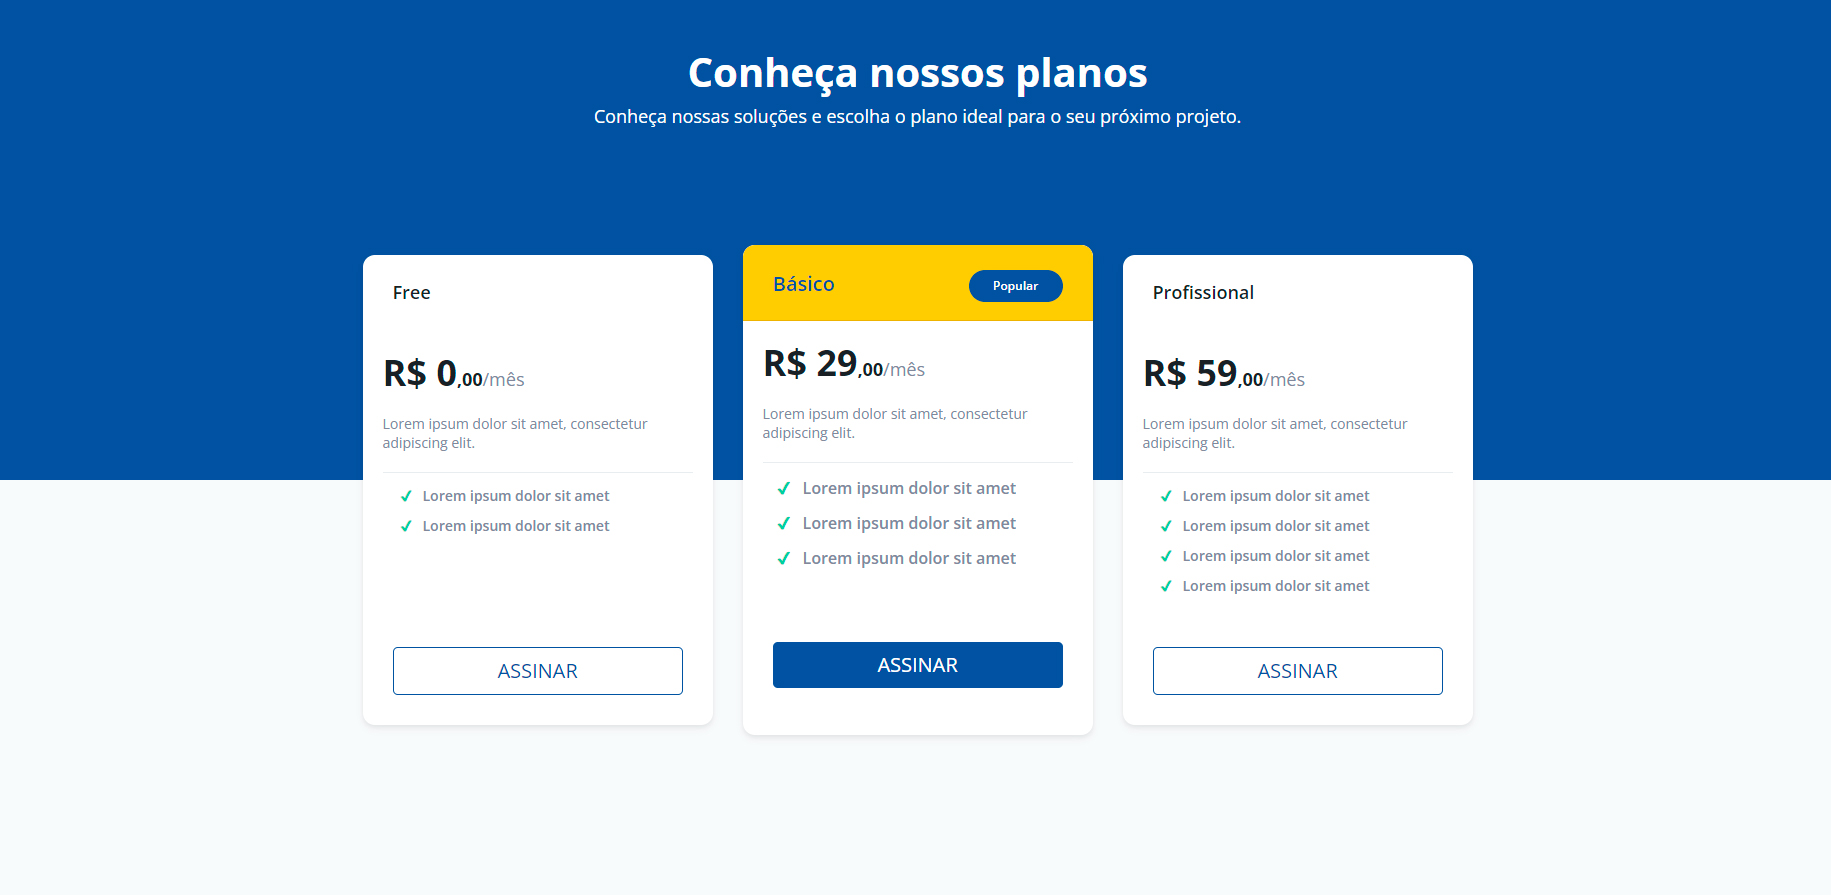 Conheça nossos planos
Conheça nossas soluções e escolha o plano ideal para o seu próximo projeto.
Free
R$ 0,00/mês
Lorem ipsum dolor sit amet, consectetur
adipiscing elit.
Lorem ipsum dolor sit amet
Lorem ipsum dolor sit amet
ASSINAR
Básico
Popular
R$ 29,00/mês
Lorem ipsum dolor sit amet, consectetur
adipiscing elit.
Lorem ipsum dolor sit amet
Lorem ipsum dolor sit amet
Lorem ipsum dolor sit amet
ASSINAR
Profissional
R$ 59,00/mês
Lorem ipsum dolor sit amet, consectetur
adipiscing elit.
Lorem ipsum dolor sit amet
Lorem ipsum dolor sit amet
Lorem ipsum dolor sit amet
Lorem ipsum dolor sit amet
ASSINAR